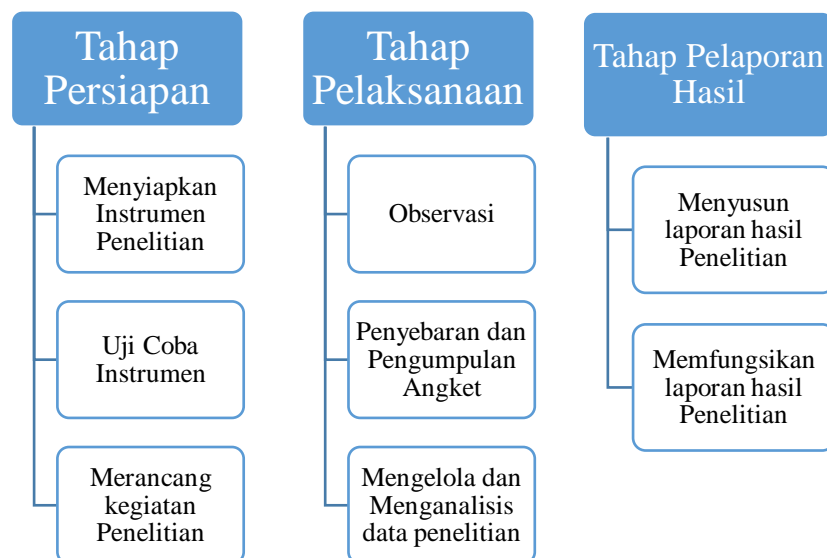 Tahap
Persiapan
Menyiapkan
Instrumen
Penelitian
Uji Coba
Instrumen
Merancang
kegiatan
Penelitian
Tahap
Pelaksanaan
Observasi
Penyebaran dan
Pengumpulan
Angket
Mengelola dan
Menganalisis
data penelitian
Tahap Pelaporan
Hasil
Menyusun
laporan hasil
Penelitian
Memfungsikan
laporan hasil
Penelitian